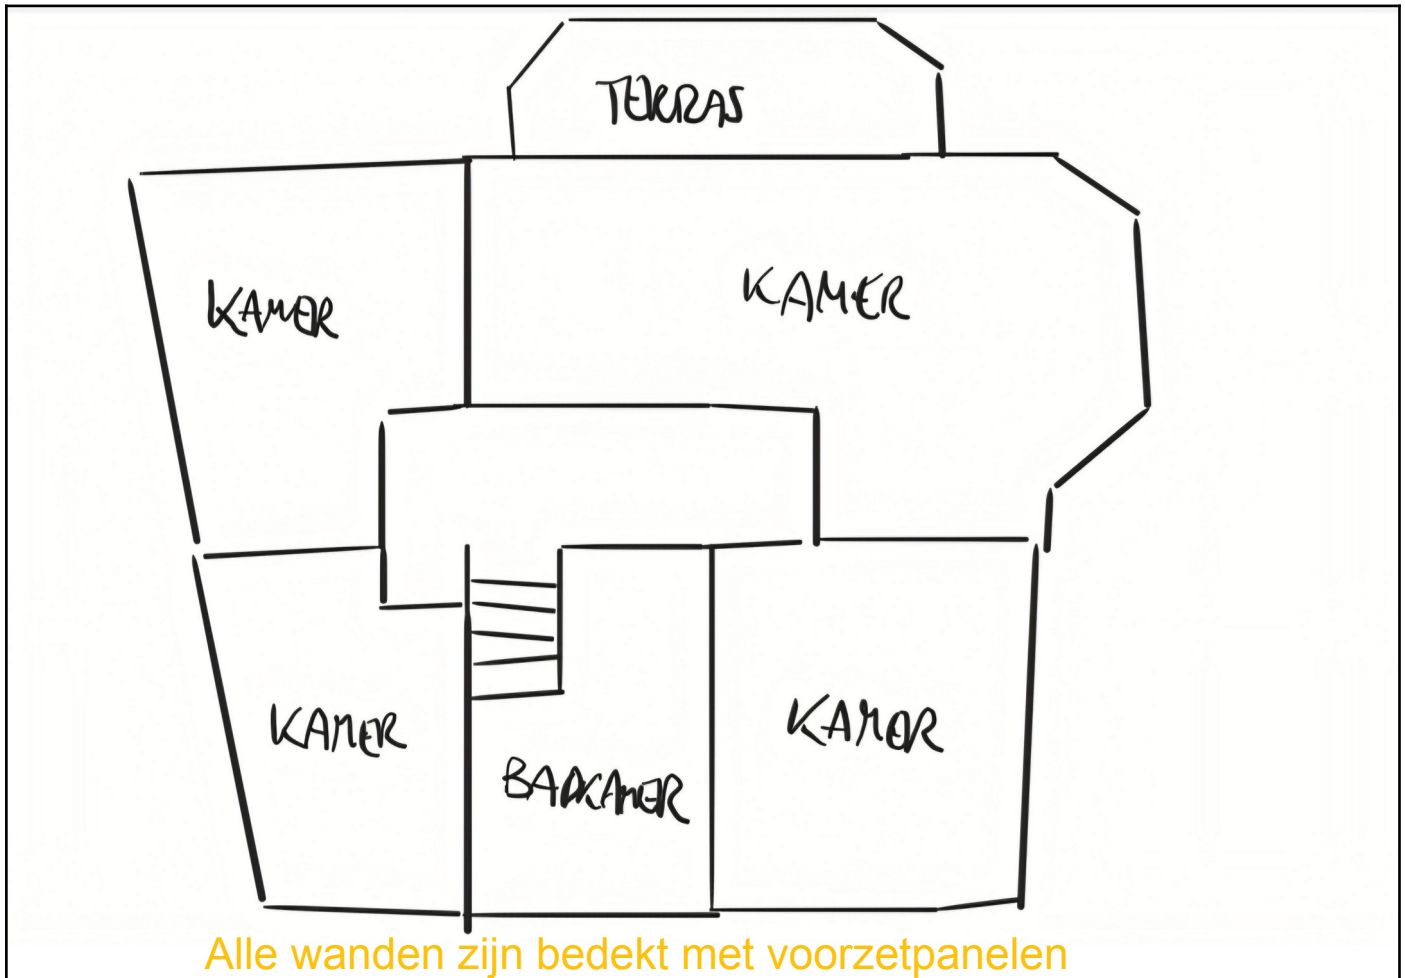 TERRAS
KAMER
KAMER
KAMER
KAMER
BADKAMER
Alle wanden zijn bedekt met voorzetpanelen